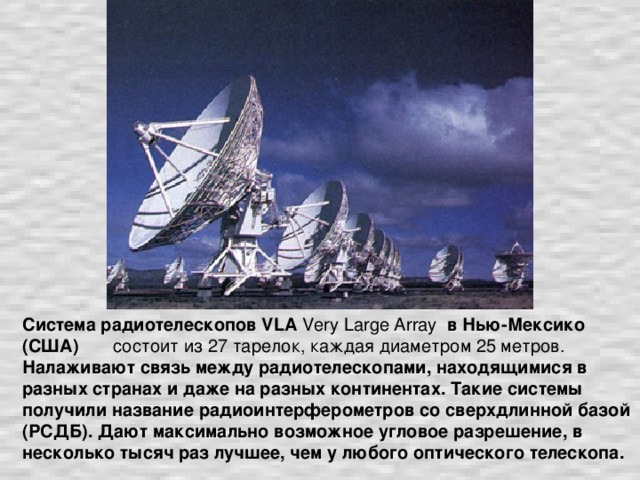 Система радиотелескопов VLA Very Large Array в Нью-Мексико
(США) состоит из 27 тарелок, каждая диаметром 25 метров.
Налаживают связь между радиотелескопами, находящимися в
разных странах и даже на разных континентах. Такие системы
получили название радиоинтерферометров со сверхдлинной базой
(РСДБ). Дают максимально возможное угловое разрешение, в
несколько тысяч раз лучшее, чем у любого оптического телескопа.